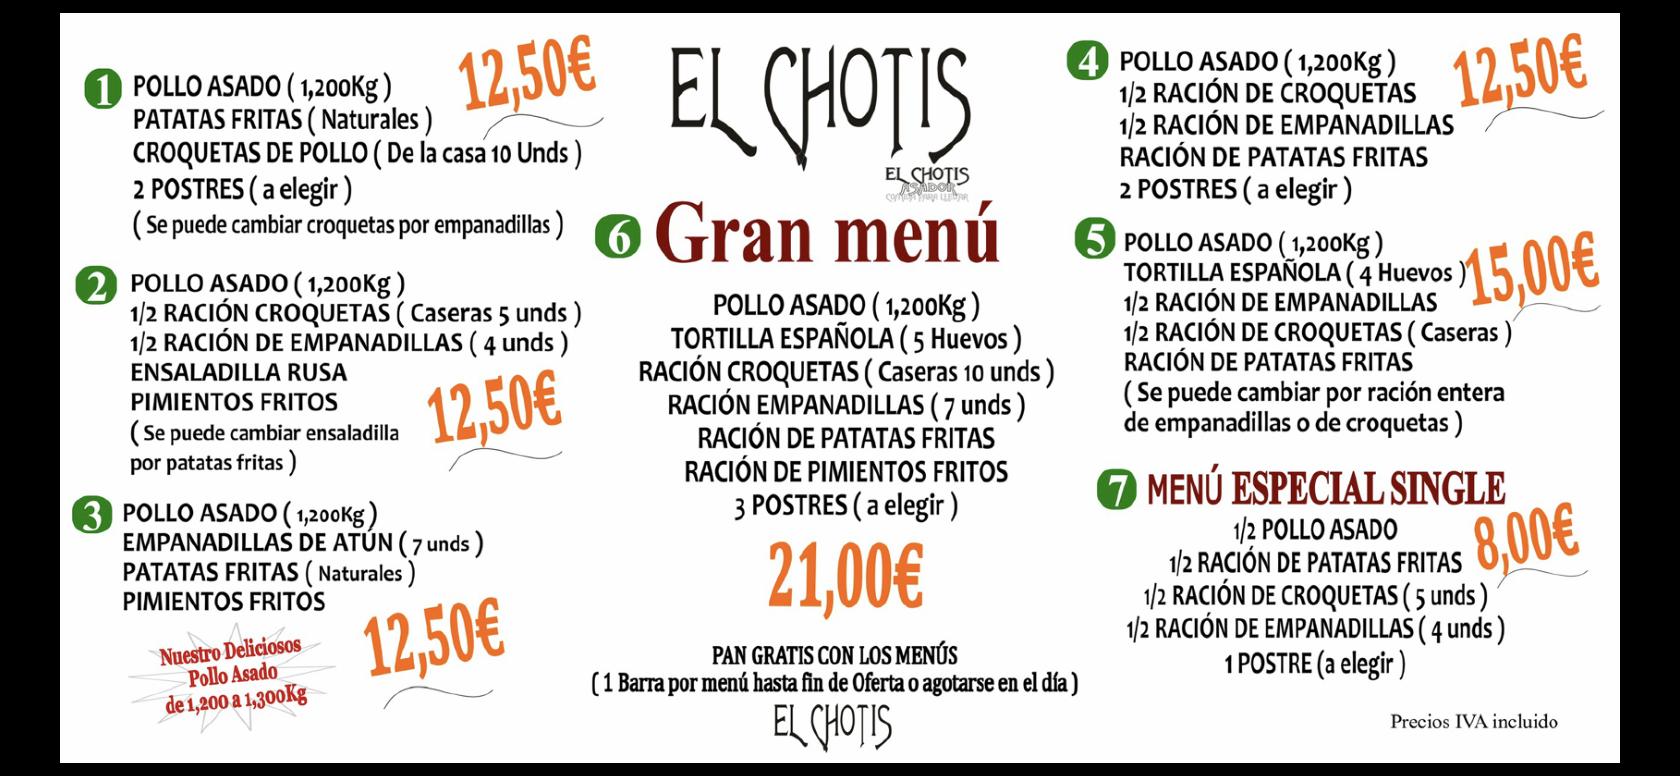 1
POLLO ASADO ( 1,200Kg )
12,50€
PATATAS FRITAS ( Naturales )
CROQUETAS DE POLLO ( De la casa 10 Unds )
2 POSTRES ( a elegir )
( Se puede cambiar croquetas por empanadillas )
2
POLLO ASADO ( 1,200Kg )
1/2 RACIÓN CROQUETAS ( Caseras 5 unds )
1/2 RACIÓN DE EMPANADILLAS ( 4 unds )
ENSALADILLA RUSA
PIMIENTOS FRITOS
( Se puede cambiar ensaladilla
por patatas fritas )
12,50€
3
POLLO ASADO ( 1,200Kg )
EMPANADILLAS DE ATÚN ( 7 unds )
PATATAS FRITAS ( Naturales )
PIMIENTOS FRITOS
12,50€
Nuestro Deliciosos
Pollo Asado
de 1,200 a 1,300Kg
EL CHOTIS
EL CHOTIS
ASADOR
COMIDA PARA LLEVAR
6 Gran menú
POLLO ASADO ( 1,200Kg )
TORTILLA ESPAÑOLA ( 5 Huevos )
RACIÓN CROQUETAS ( Caseras 10 unds )
RACIÓN EMPANADILLAS ( 7 unds )
RACIÓN DE PATATAS FRITAS
RACIÓN DE PIMIENTOS FRITOS
3 POSTRES ( a elegir )
21,00€
PAN GRATIS CON LOS MENÚS
( 1 Barra por menú hasta fin de Oferta o agotarse en el día )
EL CHOTIS
4
POLLO ASADO ( 1,200Kg )
12,50€
1/2 RACIÓN DE CROQUETAS
1/2 RACIÓN DE EMPANADILLAS
RACIÓN DE PATATAS FRITAS
2 POSTRES ( a elegir )
5
POLLO ASADO ( 1,200Kg )
TORTILLA ESPAÑOLA ( 4 Huevos )
15,00€
1/2 RACIÓN DE EMPANADILLAS
1/2 RACIÓN DE CROQUETAS ( Caseras )
RACIÓN DE PATATAS FRITAS
( Se puede cambiar por ración entera
de empanadillas o de croquetas )
7 MENÚ ESPECIAL SINGLE
1/2 POLLO ASADO
8,00€
1/2 RACIÓN DE PATATAS FRITAS
1/2 RACIÓN DE CROQUETAS ( 5 unds )
1/2 RACIÓN DE EMPANADILLAS ( 4 unds )
1 POSTRE (a elegir )
Precios IVA incluido